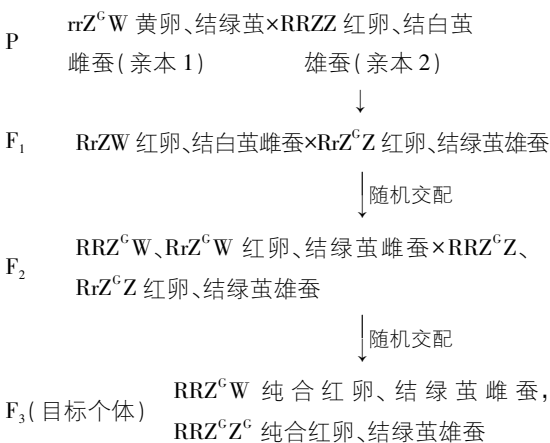 P rrZᴳW 黄卵、结绿茧×RRZZ 红卵、结白茧
雌蚕(亲本 1) 雄蚕(亲本 2)
↓
F₁ RrZW 红卵、结白茧雌蚕×RrZᴳZ 红卵、结绿茧雄蚕
↓随机交配
F₂ RRZᴳW、RrZᴳW 红卵、结绿茧雌蚕×RRZᴳZ、
RrZᴳZ 红卵、结绿茧雄蚕
↓随机交配
F₃(目标个体) RRZᴳW 纯合红卵、结绿茧雌蚕,
RRZᴳZᴳ 纯合红卵、结绿茧雄蚕